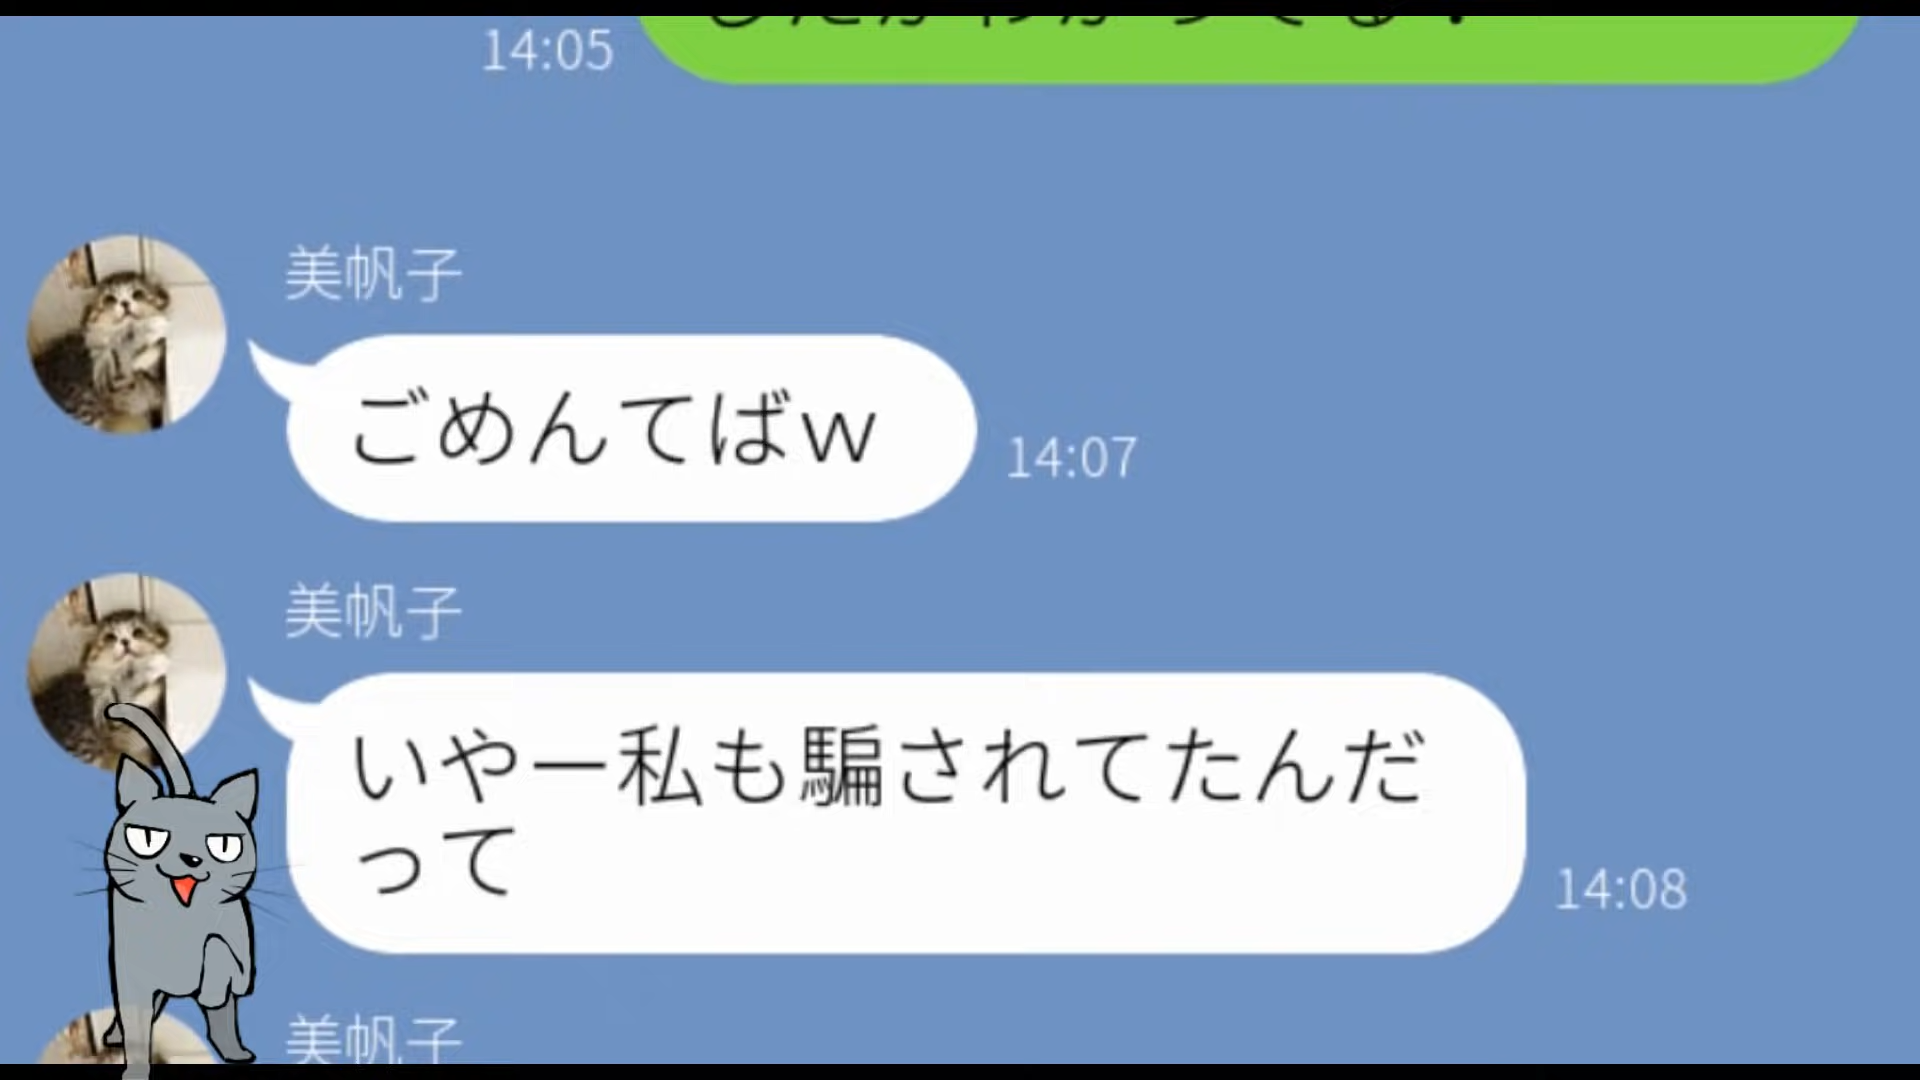 14:05
美帆子
ごめんてばw
14:07
美帆子
いやー私も騙されてたんだ
って
14:08
美帆子